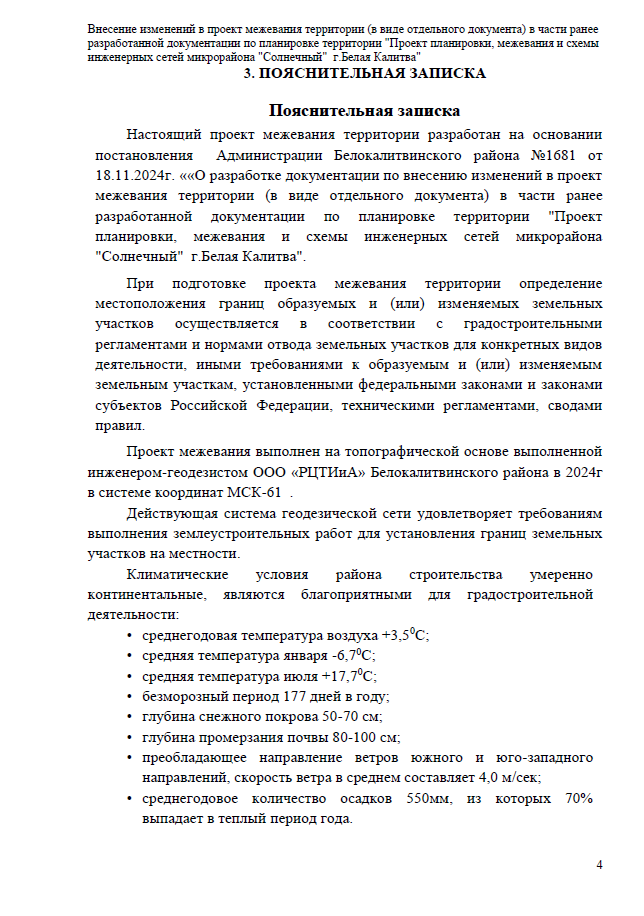 Внесение изменений в проект межевания территории (в виде отдельного документа) в части ранее
разработанной документации по планировке территории "Проект планировки, межевания и схемы
инженерных сетей микрорайона "Солнечный" г.Белая Калитва"
3. ПОЯСНИТЕЛЬНАЯ ЗАПИСКА
Пояснительная записка
Настоящий проект межевания территории разработан на основании
постановления Администрации Белокалитвинского района №1681 от
18.11.2024г. ««О разработке документации по внесению изменений в проект
межевания территории (в виде отдельного документа) в части ранее
разработанной документации по планировке территории "Проект
планировки, межевания и схемы инженерных сетей микрорайона
"Солнечный" г.Белая Калитва".
При подготовке проекта межевания территории определение
местоположения границ образуемых и (или) изменяемых земельных
участков осуществляется в соответствии с градостроительными
регламентами и нормами отвода земельных участков для конкретных видов
деятельности, иными требованиями к образуемым и (или) изменяемым
земельным участкам, установленными федеральными законами и законами
субъектов Российской Федерации, техническими регламентами, сводами
правил.
Проект межевания выполнен на топографической основе выполненной
инженером-геодезистом ООО «РЦТИиА» Белокалитвинского района в 2024г
в системе координат МСК-61 .
Действующая система геодезической сети удовлетворяет требованиям
выполнения землеустроительных работ для установления границ земельных
участков на местности.
Климатические условия района строительства умеренно
континентальные, являются благоприятными для градостроительной
деятельности:
• среднегодовая температура воздуха +3,5⁰С;
• средняя температура января -6,7⁰С;
• средняя температура июля +17,7⁰С;
• безморозный период 177 дней в году;
• глубина снежного покрова 50-70 см;
• глубина промерзания почвы 80-100 см;
• преобладающее направление ветров южного и юго-западного
направлений, скорость ветра в среднем составляет 4,0 м/сек;
• среднегодовое количество осадков 550мм, из которых 70%
выпадает в теплый период года.
4